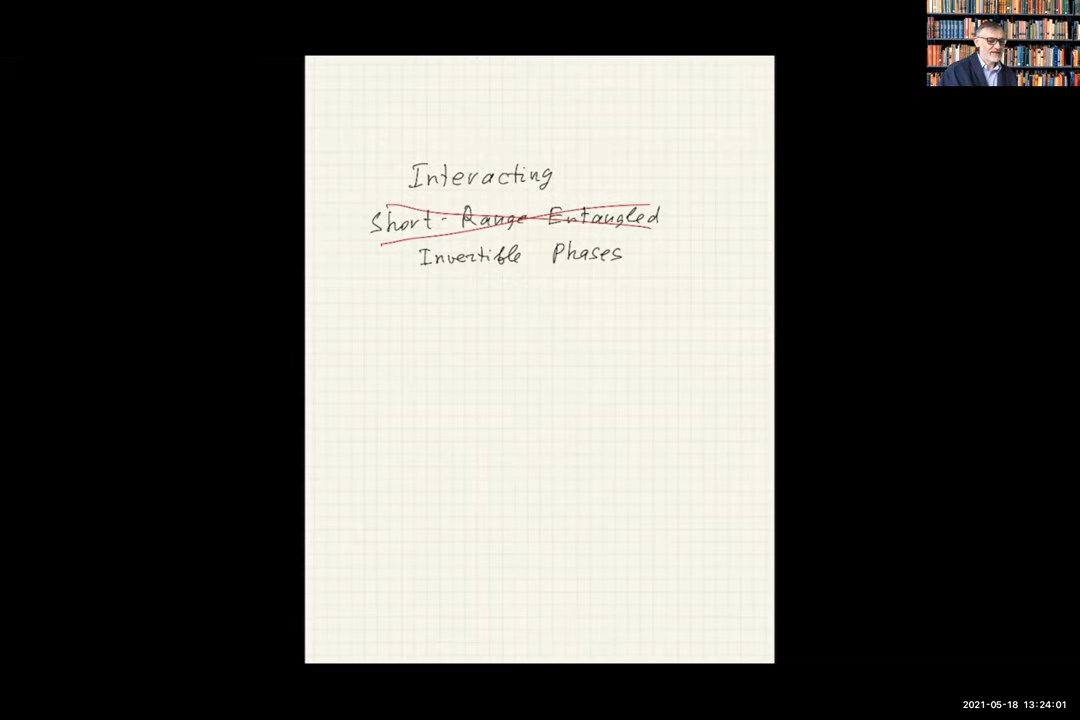 Interacting
Short-Range Entangled
Invertible Phases
2021-05-18 13:24:01